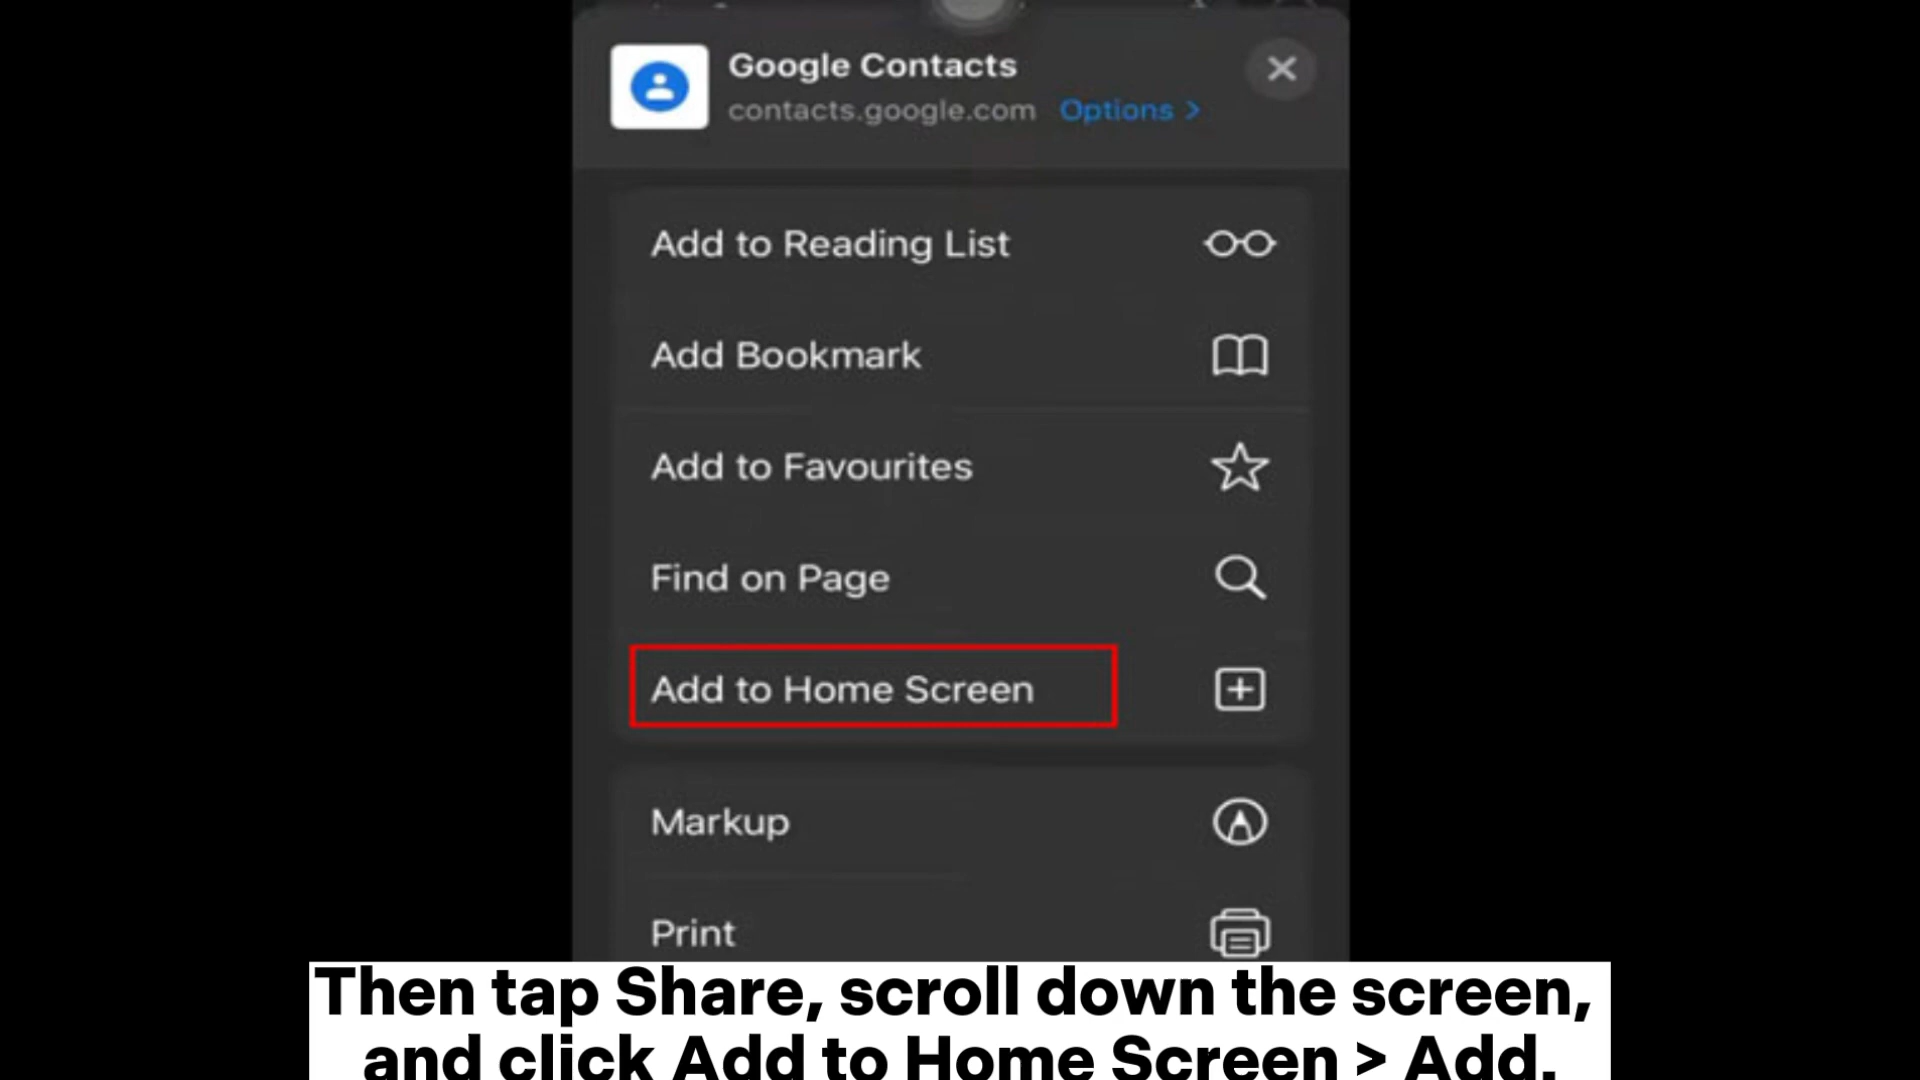 Google Contacts
contacts.google.com Options >
Add to Reading List
Add Bookmark
Add to Favourites
Find on Page
Add to Home Screen
Markup
Print
Then tap Share, scroll down the screen,
and click Add to Home Screen > Add.